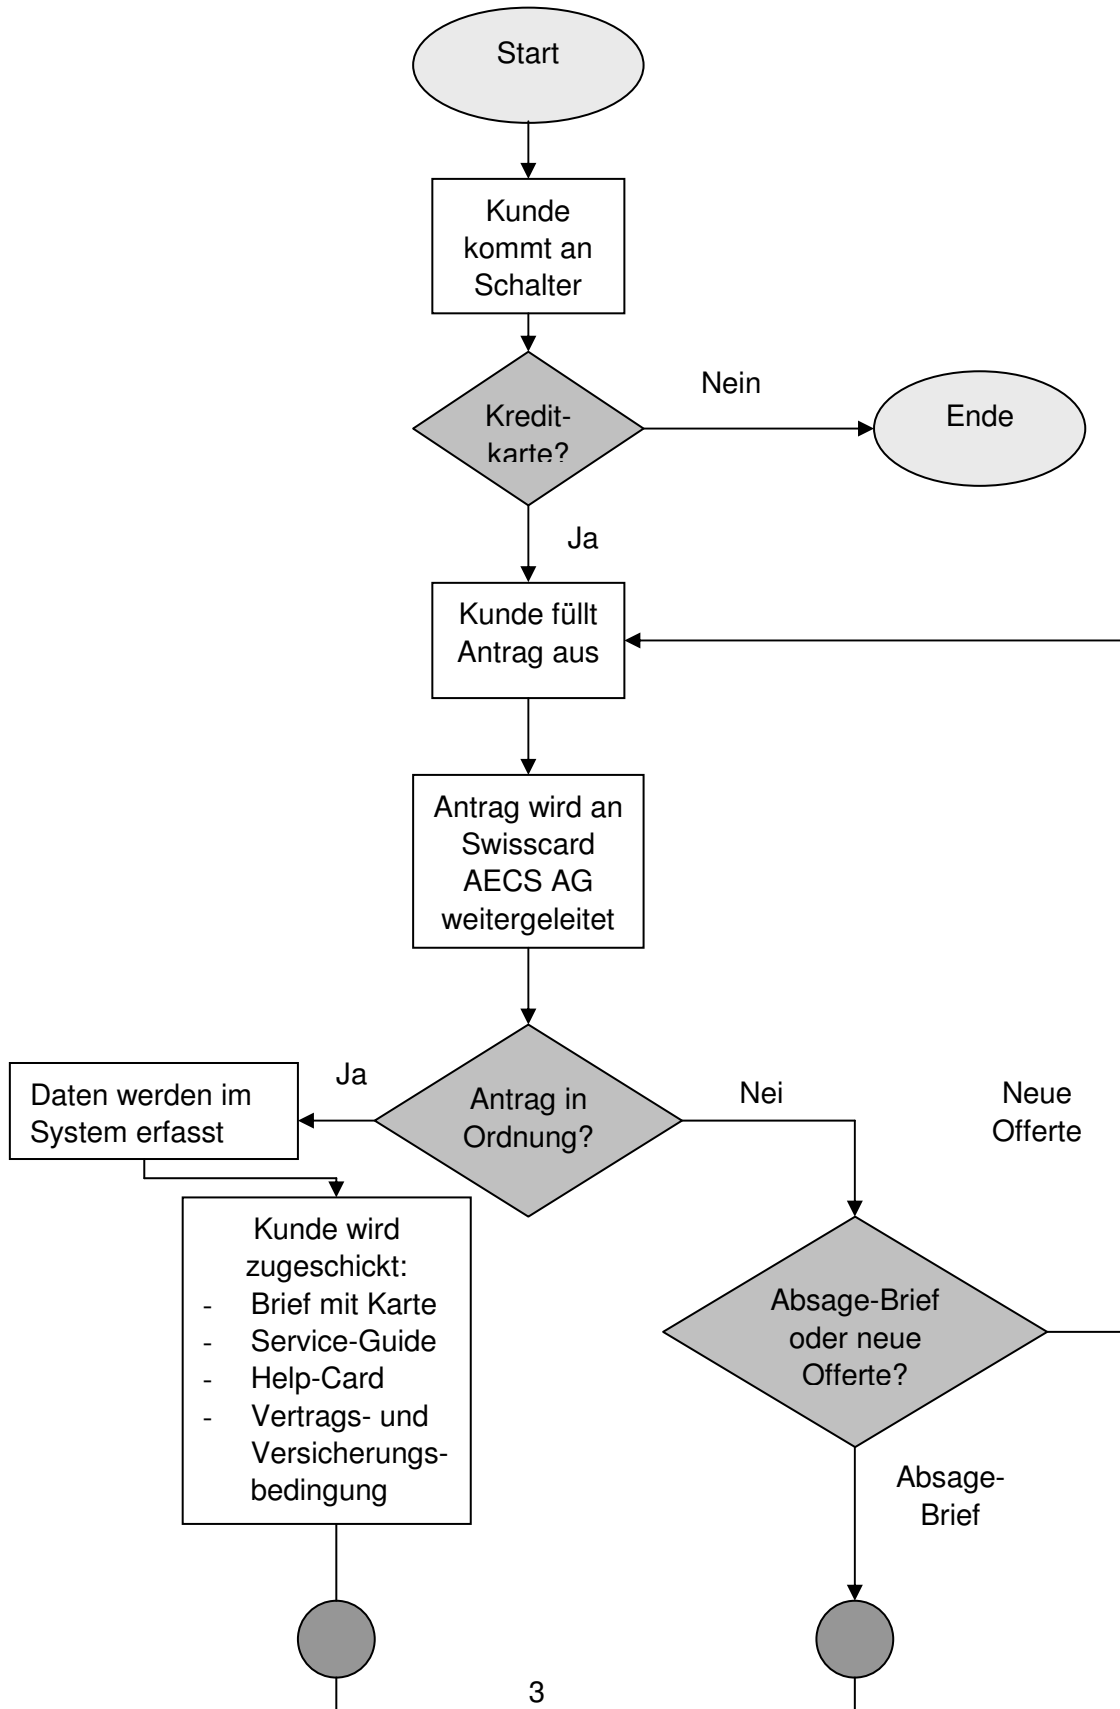 Start
Kunde
kommt an
Schalter
Kredit-
karte?
Nein
Ende
Ja
Kunde füllt
Antrag aus
Antrag wird an
Swisscard
AECS AG
weitergeleitet
Antrag in
Ordnung?
Ja
Daten werden im
System erfasst
Nei
Neue
Offerte
Kunde wird
zugeschickt:
- Brief mit Karte
- Service-Guide
- Help-Card
- Vertrags- und
Versicherungs-
bedingung
Absage-Brief
oder neue
Offerte?
Absage-
Brief
3